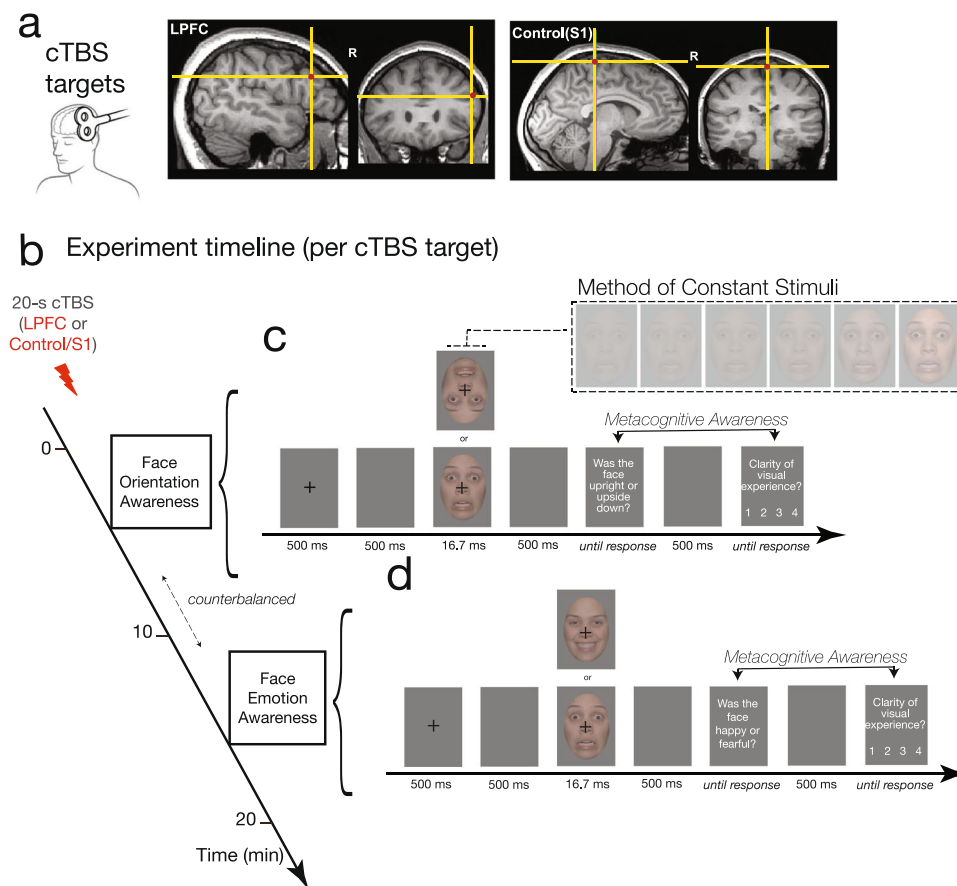 a
cTBS
targets
LPFC
R
Control(S1)
R
b Experiment timeline (per cTBS target)
20-s cTBS
(LPFC or
Control/S1)
0
10
20
Time (min)
Face
Orientation
Awareness
counterbalanced
Face
Emotion
Awareness
c
Method of Constant Stimuli
or
Metacognitive Awareness
+
+
+
Was the
face
upright or
upside
down?
Clarity of
visual
experience?
1 2 3 4
500 ms 500 ms 16.7 ms 500 ms until response 500 ms until response
d
or
Metacognitive Awareness
+
+
+
Was the
face
happy or
fearful?
Clarity of
visual
experience?
1 2 3 4
500 ms 500 ms 16.7 ms 500 ms until response 500 ms until response